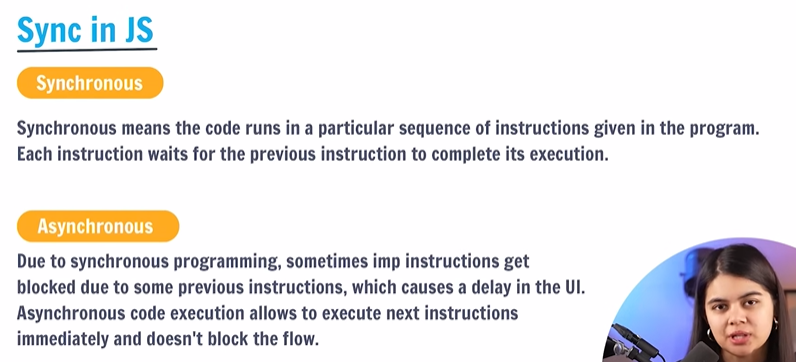 Sync in JS
Synchronous
Synchronous means the code runs in a particular sequence of instructions given in the program.
Each instruction waits for the previous instruction to complete its execution.
Asynchronous
Due to synchronous programming, sometimes imp instructions get
blocked due to some previous instructions, which causes a delay in the UI.
Asynchronous code execution allows to execute next instructions
immediately and doesn't block the flow.